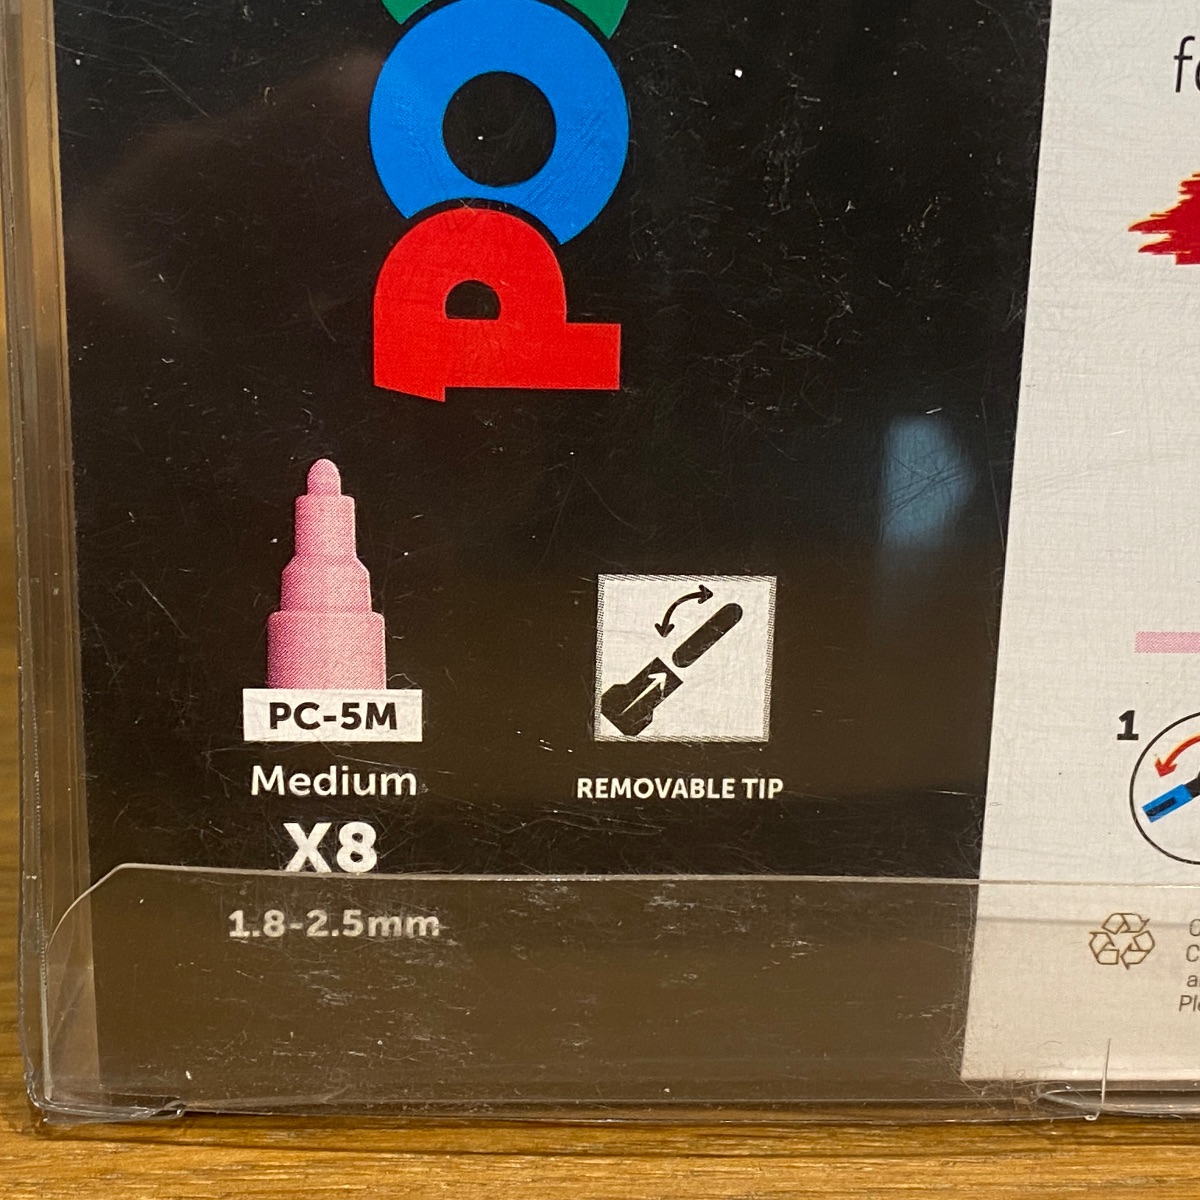 PO
PC-5M
Medium
X8
1.8-2.5mm
REMOVABLE TIP
1